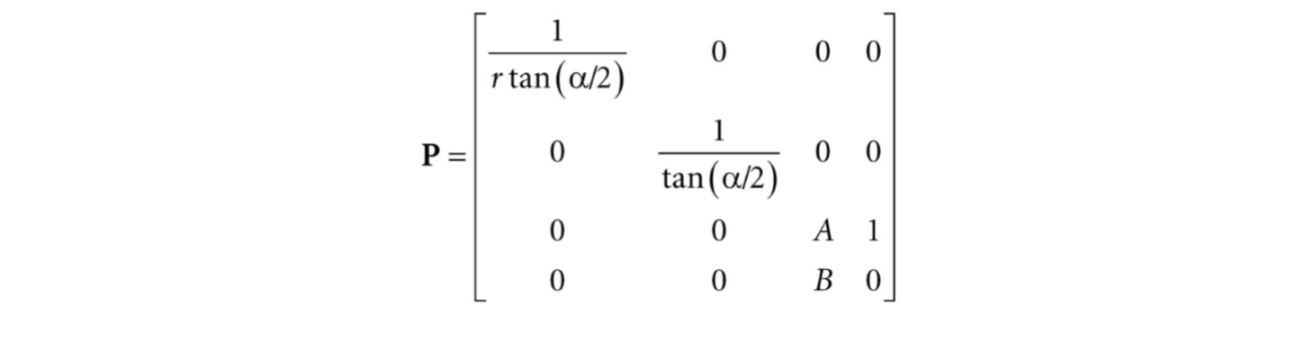 P = [ 1/(r tan(α/2)) 0 0 0
0 1/tan(α/2) 0 0
0 0 A 1
0 0 B 0 ]